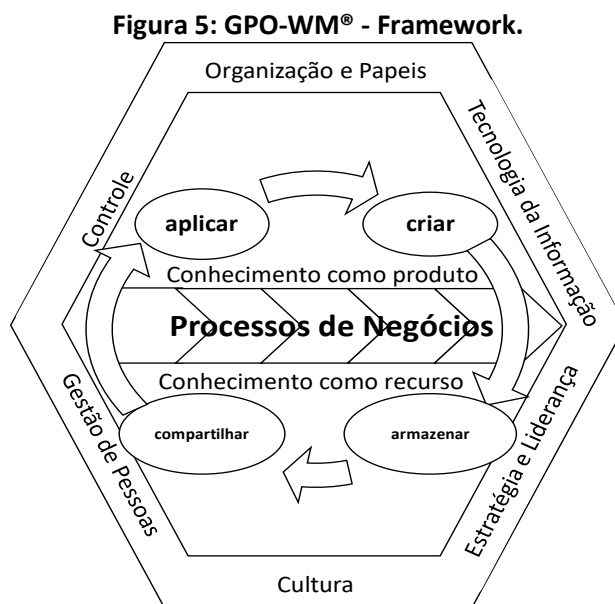 Figura 5: GPO-WM® - Framework.
Organização e Papeis
Tecnologia da Informação
Controle
aplicar
criar
Conhecimento como produto
Processos de Negócios
Conhecimento como recurso
compartilhar
armazenar
Gestão de Pessoas
Estratégia e Liderança
Cultura